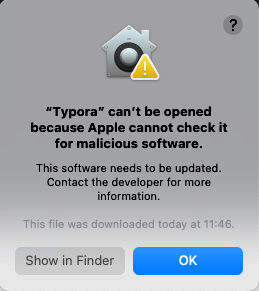 ?
“Typora” can’t be opened
because Apple cannot check it
for malicious software.
This software needs to be updated.
Contact the developer for more
information.
This file was downloaded today at 11:46.
Show in Finder
OK